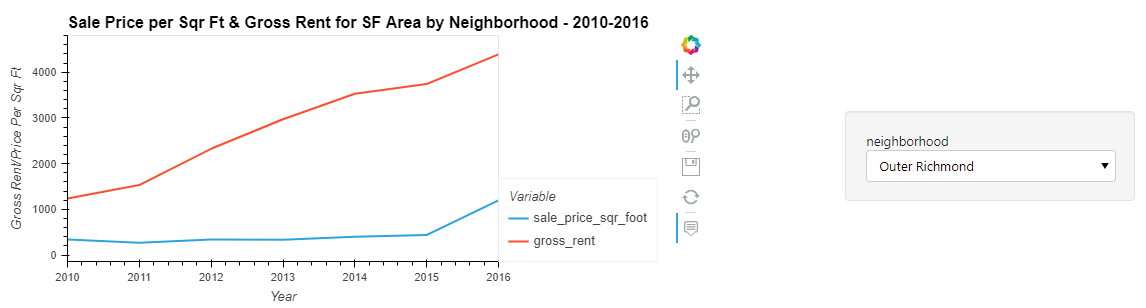 Sale Price per Sqr Ft & Gross Rent for SF Area by Neighborhood - 2010-2016
Gross Rent/Price Per Sqr Ft
4000
3000
2000
1000
0
2010 2011 2012 2013 2014 2015 2016
Year
Variable
sale_price_sqr_foot
gross_rent
neighborhood
Outer Richmond